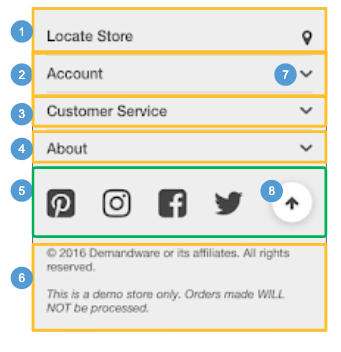 1 Locate Store
2 Account 7
3 Customer Service
4 About
5 8
© 2016 Demandware or its affiliates. All rights
6 reserved.
This is a demo store only. Orders made WILL
NOT be processed.